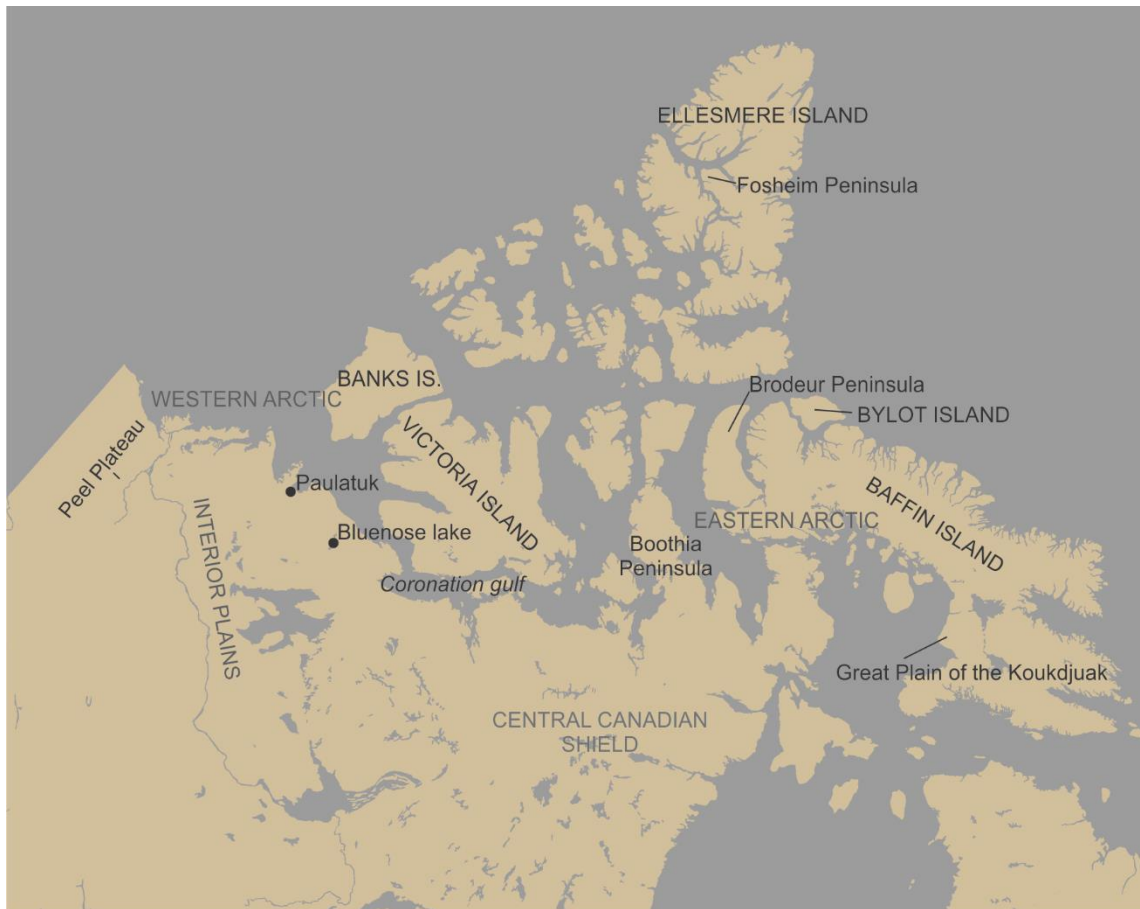 ELLESMERE ISLAND
Fosheim Peninsula
BANKS IS.
Brodeur Peninsula
WESTERN ARCTIC
BYLOT ISLAND
Peel Plateau
VICTORIA ISLAND
Paulatuk
BAFFIN ISLAND
INTERIOR PLAINS
EASTERN ARCTIC
Bluenose lake
Boothia
Peninsula
Coronation gulf
Great Plain of the Koukdjuak
CENTRAL CANADIAN
SHIELD